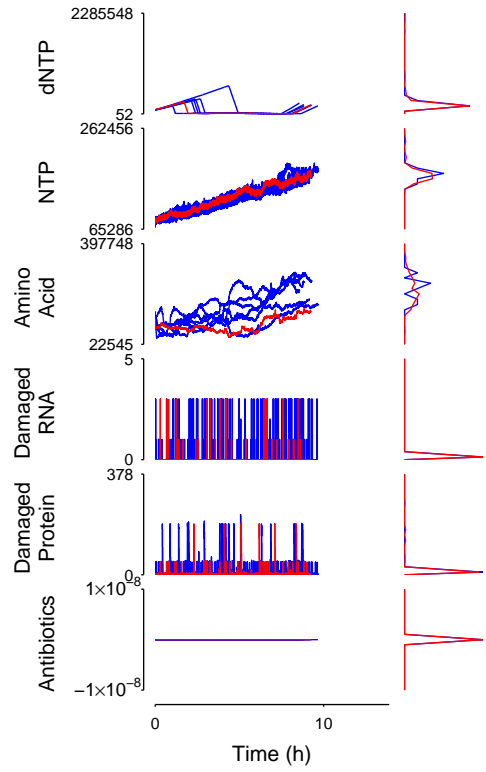 2285548
dNTP
52
262456
NTP
65286
397748
Amino
Acid
22545
5
Damaged
RNA
0
378
Damaged
Protein
0
1×10⁻⁸
Antibiotics
−1×10⁻⁸
0
10
Time (h)